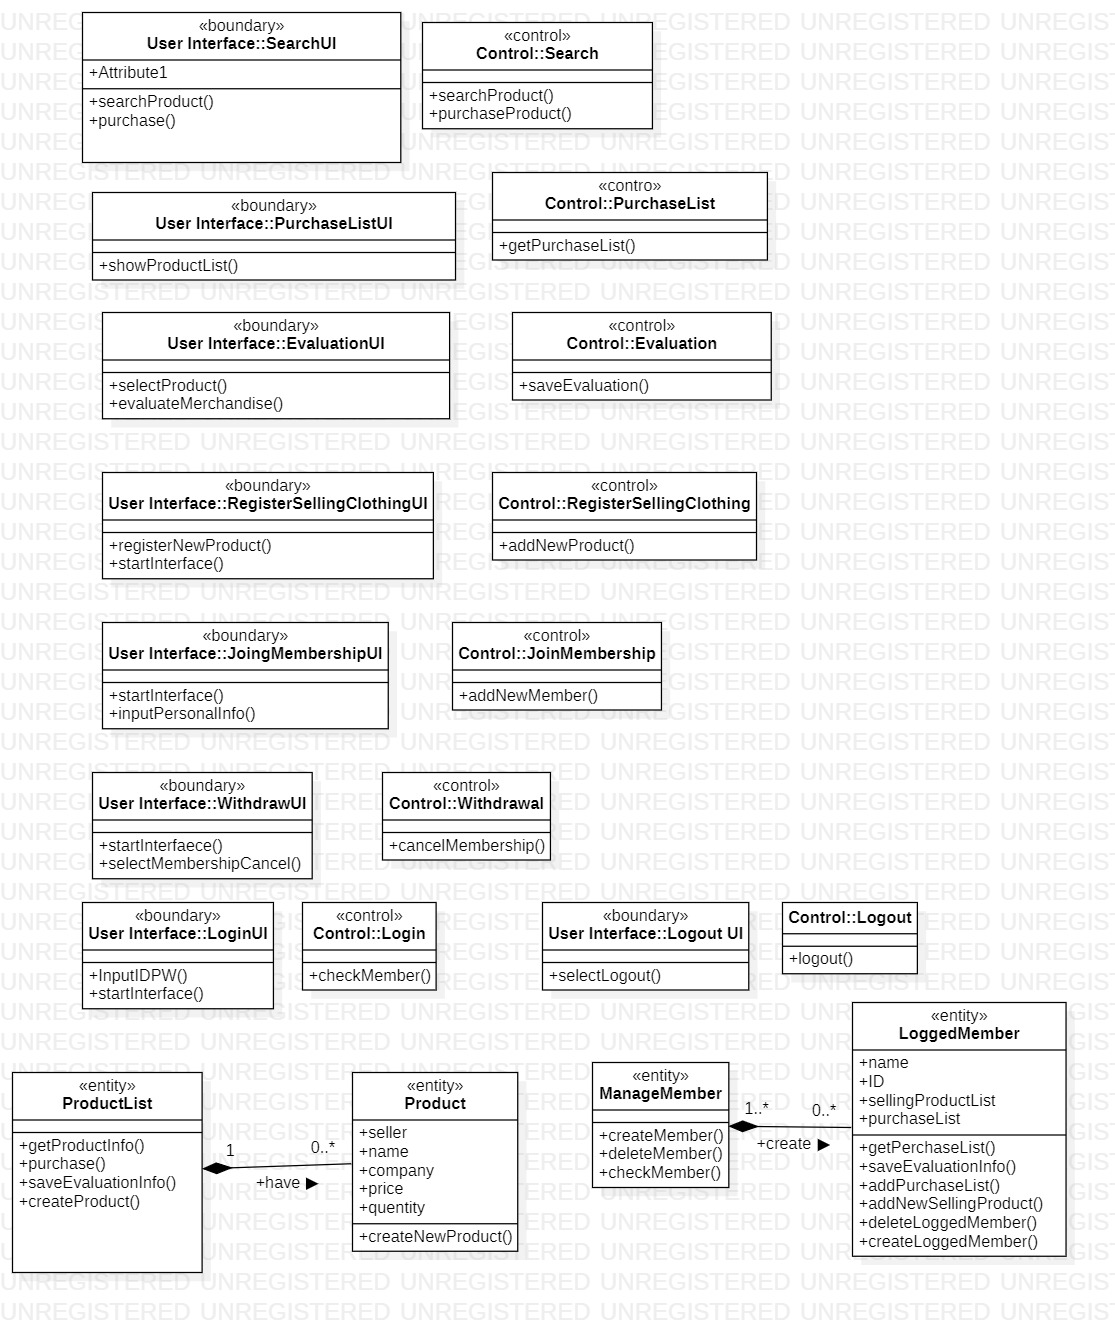 «boundary»
User Interface::SearchUI
+Attribute1
+searchProduct()
+purchase()
«control»
Control::Search
+searchProduct()
+purchaseProduct()
«boundary»
User Interface::PurchaseListUI
+showProductList()
«contro»
Control::PurchaseList
+getPurchaseList()
«boundary»
User Interface::EvaluationUI
+selectProduct()
+evaluateMerchandise()
«control»
Control::Evaluation
+saveEvaluation()
«boundary»
User Interface::RegisterSellingClothingUI
+registerNewProduct()
+startInterface()
«control»
Control::RegisterSellingClothing
+addNewProduct()
«boundary»
User Interface::JoingMembershipUI
+startInterface()
+inputPersonalInfo()
«control»
Control::JoinMembership
+addNewMember()
«boundary»
User Interface::WithdrawUI
+startInterfaece()
+selectMembershipCancel()
«control»
Control::Withdrawal
+cancelMembership()
«boundary»
User Interface::LoginUI
+InputIDPW()
+startInterface()
«control»
Control::Login
+checkMember()
«boundary»
User Interface::Logout UI
+selectLogout()
Control::Logout
+logout()
«entity»
ProductList
+getProductInfo()
+purchase()
+saveEvaluationInfo()
+createProduct()
1
0..*
+have ▶
«entity»
Product
+seller
+name
+company
+price
+quentity
+createNewProduct()
«entity»
ManageMember
+createMember()
+deleteMember()
+checkMember()
1..*
0..*
+create ▶
«entity»
LoggedMember
+name
+ID
+sellingProductList
+purchaseList
+getPerchaseList()
+saveEvaluationInfo()
+addPurchaseList()
+addNewSellingProduct()
+deleteLoggedMember()
+createLoggedMember()
UNREGISTERED